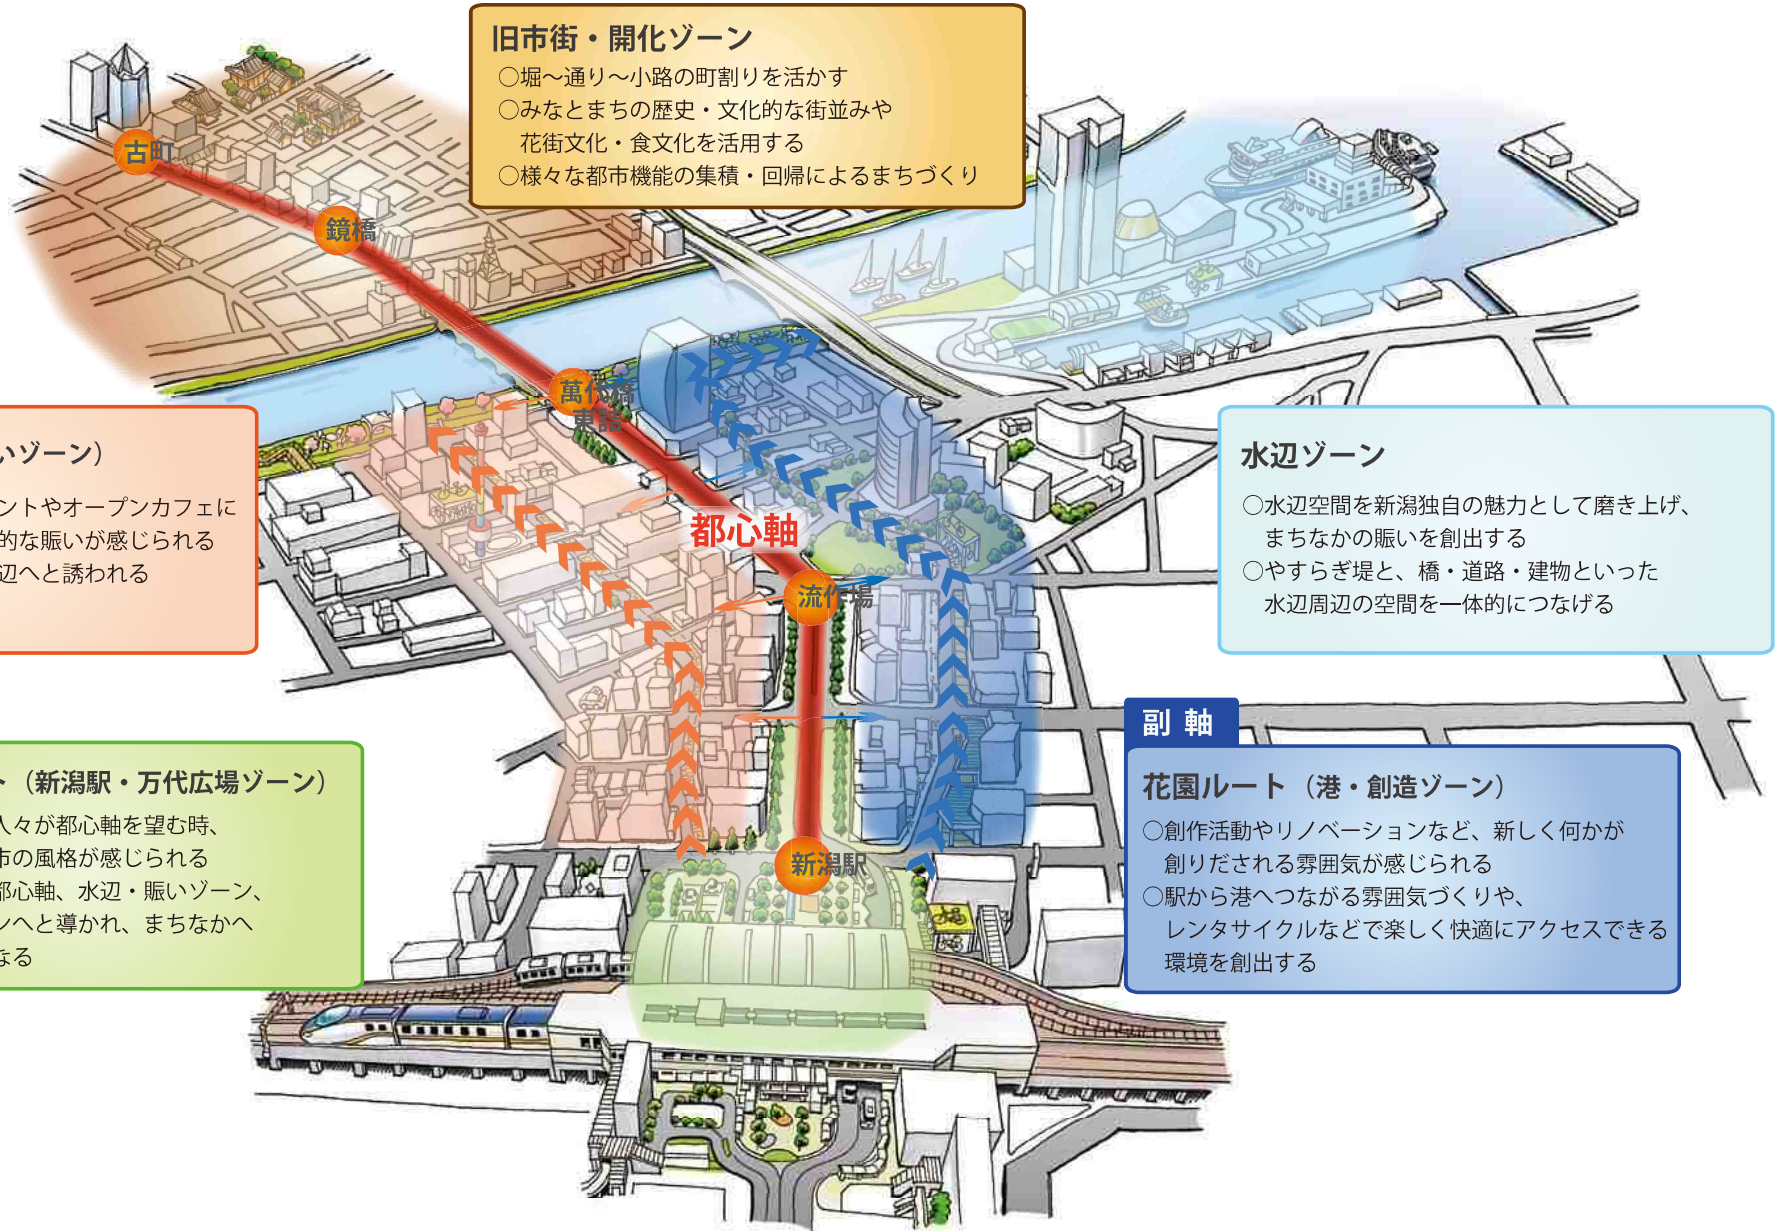 旧市街・開化ゾーン
○堀～通り～小路の町割りを活かす
○みなとまちの歴史・文化的な街並みや
花街文化・食文化を活用する
○様々な都市機能の集積・回帰によるまちづくり
古町
鏡橋
萬代橋
東詰
都心軸
流作場
新潟駅
いゾーン）
ントやオープンカフェに
的な賑いが感じられる
辺へと誘われる
水辺ゾーン
○水辺空間を新潟独自の魅力として磨き上げ、
まちなかの賑いを創出する
○やすらぎ堤と、橋・道路・建物といった
水辺周辺の空間を一体的につなげる
ト（新潟駅・万代広場ゾーン）
人々が都心軸を望む時、
市の風格が感じられる
都心軸、水辺・賑いゾーン、
ンへと導かれ、まちなかへ
なる
副 軸
花園ルート（港・創造ゾーン）
○創作活動やリノベーションなど、新しく何かが
創りだされる雰囲気が感じられる
○駅から港へつながる雰囲気づくりや、
レンタサイクルなどで楽しく快適にアクセスできる
環境を創出する